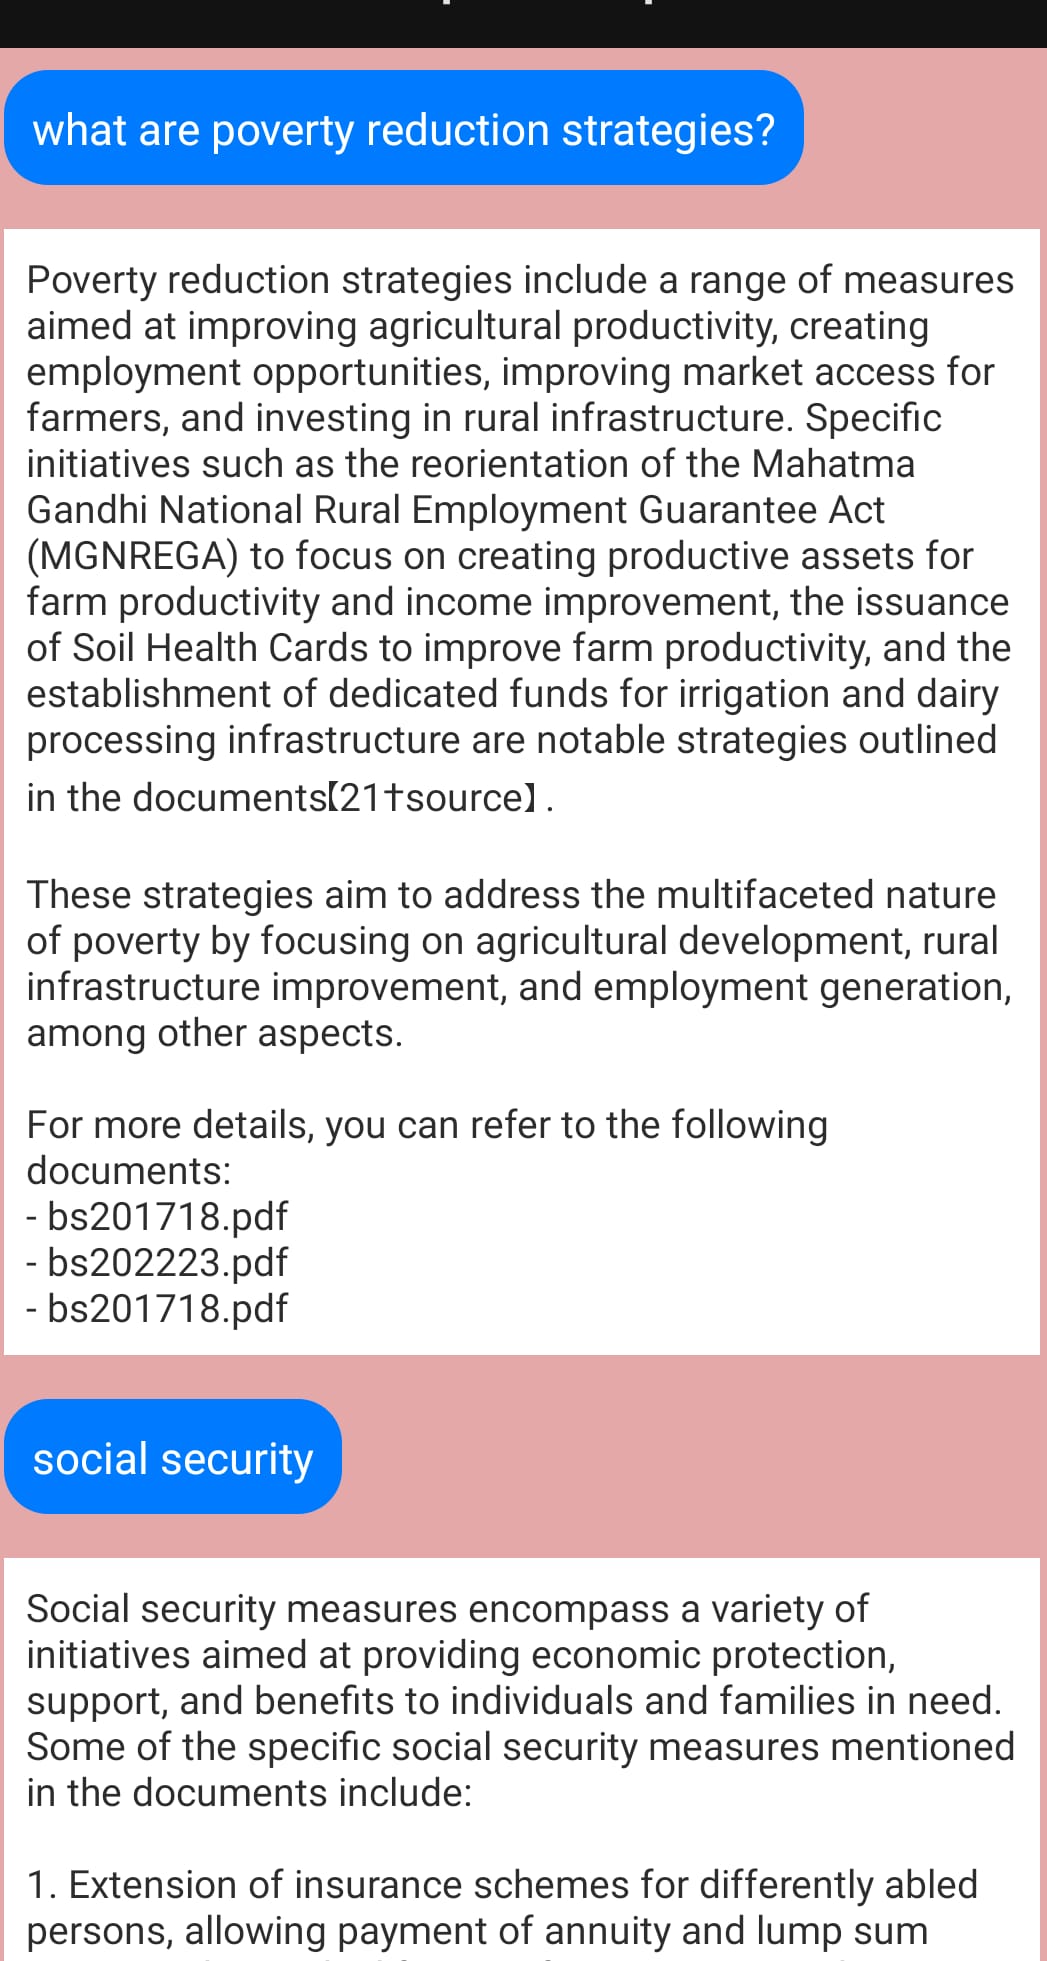 what are poverty reduction strategies?
Poverty reduction strategies include a range of measures
aimed at improving agricultural productivity, creating
employment opportunities, improving market access for
farmers, and investing in rural infrastructure. Specific
initiatives such as the reorientation of the Mahatma
Gandhi National Rural Employment Guarantee Act
(MGNREGA) to focus on creating productive assets for
farm productivity and income improvement, the issuance
of Soil Health Cards to improve farm productivity, and the
establishment of dedicated funds for irrigation and dairy
processing infrastructure are notable strategies outlined
in the documents【21†source】.
These strategies aim to address the multifaceted nature
of poverty by focusing on agricultural development, rural
infrastructure improvement, and employment generation,
among other aspects.
For more details, you can refer to the following
documents:
- bs201718.pdf
- bs202223.pdf
- bs201718.pdf
social security
Social security measures encompass a variety of
initiatives aimed at providing economic protection,
support, and benefits to individuals and families in need.
Some of the specific social security measures mentioned
in the documents include:
1. Extension of insurance schemes for differently abled
persons, allowing payment of annuity and lump sum